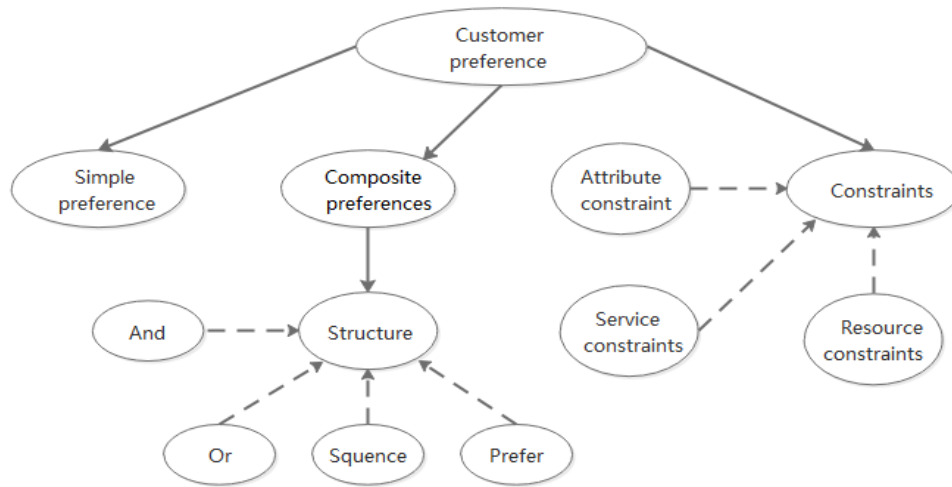 Customer
preference
Simple
preference
Composite
preferences
Attribute
constraint
Constraints
And
Structure
Service
constraints
Resource
constraints
Or
Squence
Prefer